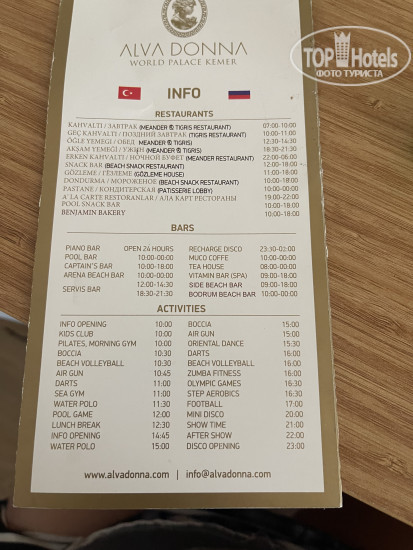 TOP Hotels
ФОТО ТУРИСТА
ALVA DONNA
WORLD PALACE KEMER
INFO
RESTAURANTS
KAHVALTI / ЗАВТРАК (MEANDER & TIGRIS RESTAURANT) 07:00-10:00
GEÇ KAHVALTI / ПОЗДНИЙ ЗАВТРАК (TIGRIS RESTAURANT) 10:00-11:00
ÖĞLE YEMEĞİ / ОБЕД (MEANDER & TIGRIS) 12:30-14:30
AKŞAM YEMEĞİ / УЖИН (MEANDER & TIGRIS) 18:30-21:30
ERKEN KAHVALTI / НОЧНОЙ БУФЕТ (MEANDER RESTAURANT) 22:00-06:00
SNACK BAR (BEACH SNACK RESTAURANT) 12:00-18:00
GÖZLEME / ГЁЗЛЕМЕ (GÖZLEME HOUSE) 11:00-18:00
DONDURMA / МОРОЖЕНОЕ (BEACH SNACK RESTAURANT) 10:00-18:00
PASTANE / КОНДИТЕРСКАЯ (PATISSERIE LOBBY) 10:00-00:00
A' LA CARTE RESTORANLAR / АЛА КАРТ РЕСТОРАНЫ 19:00-22:00
POOL SNACK BAR 10:00-18:00
BENJAMIN BAKERY 10:00-18:00
BARS
PIANO BAR OPEN 24 HOURS RECHARGE DISCO 23:30-02:00
POOL BAR 10:00-00:00 MUCO COFFE 10:00-00:00
CAPTAIN'S BAR 10:00-18:00 TEA HOUSE 08:00-00:00
ARENA BEACH BAR 10:00-00:00 VITAMIN BAR (SPA) 09:00-18:00
SERVIS BAR 12:00-14:30 SIDE BEACH BAR 09:00-18:00
18:30-21:30 BODRUM BEACH BAR 10:00-00:00
ACTIVITIES
INFO OPENING 10:00 BOCCIA 15:00
KIDS CLUB 10:00 AIR GUN 15:00
PILATES, MORNING GYM 10:00 ORIENTAL DANCE 15:30
BOCCIA 10:30 DARTS 16:00
BEACH VOLLEYBALL 10:30 BEACH VOLLEYBALL 16:00
AIR GUN 10:30 ZUMBA FITNESS 16:00
DARTS 11:00 OLYMPIC GAMES 16:30
SEA GYM 11:00 STEP AEROBICS 16:30
WATER POLO 11:30 FOOTBALL 17:00
POOL GAME 12:00 MINI DISCO 20:00
LUNCH BREAK 12:30 SHOW TIME 21:00
INFO OPENING 14:45 AFTER SHOW 22:00
WATER POLO 15:00 DISCO OPENING 23:00
www.alvadonna.com | info@alvadonna.com